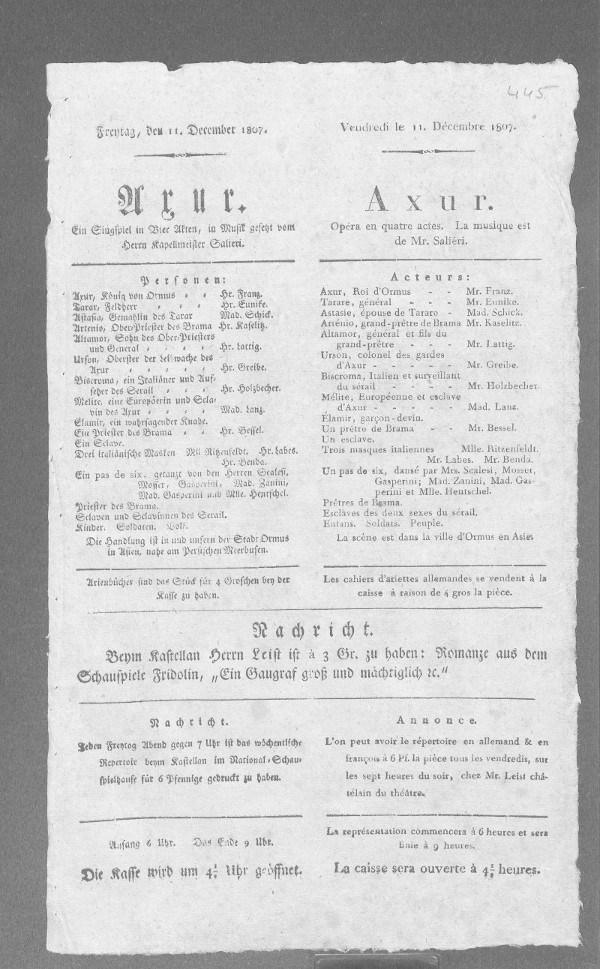 445
Freytag, den 11. December 1807.
Axur.
Ein Singspiel in Vier Akten, in Musik gesetzt vom
Herrn Kapellmeister Salieri.
Personen:
Axur, König von Ormus „ „ Hr. Franz.
Tarar, Feldherr „ „ „ Hr. Eunike.
Astasia, Gemahlin des Tarar Mad. Schick.
Artenio, Ober-Priester des Brama Hr. Kaselitz.
Altamor, Sohn des Ober-Priesters
und General „ „ „ Hr. Lattig.
Urson, Oberster der Leibwache des
Axur „ „ „ „ „ Hr. Greibe.
Biscroma, ein Italiäner und Auf-
seher des Serail „ „ „ Hr. Holzbecher.
Melite, eine Europäerin und Scla-
vin des Axur „ „ „ Mad. Lanz.
Elamir, ein wahrsagender Knabe.
Ein Priester des Brama „ „ Hr. Bessel.
Ein Sclave.
Drei italiänische Masken Mll Ritzenfeldt. Hr. Labes.
Hr. Benda.
Ein pas de six, getanzt von den Herren Scalesi,
Mosser, Gasperini, Mad. Zanini,
Mad. Gasperini und Mlle. Hentschel.
Priester des Brama.
Sclaven und Sclavinnen des Serail.
Kinder. Soldaten. Volk.
Die Handlung ist in und unfern der Stadt Ormus
in Asien, nahe am Persischen Meerbusen.
Arienbücher sind das Stück für 4 Groschen bey der
Kasse zu haben.
Vendredi le 11. Décembre 1807.
Axur.
Opéra en quatre actes. La musique est
de Mr. Saliéri.
Acteurs:
Axur, Roi d'Ormus - - Mr. Franz.
Tarare, général - - Mr. Eunike.
Astasie, épouse de Tararo - Mad. Schick.
Arténio, grand-prêtre de Brama Mr. Kaselitz.
Altamor, général et fils du
grand-prêtre - - - Mr. Lattig.
Urson, colonel des gardes
d'Axur - - - - Mr. Greibe.
Biscroma, Italien et surveillant
du sérail - - - - Mr. Holzbecher.
Mélite, Européenne et esclave
d'Axur - - - - Mad. Lanz.
Élamir, garçon-devin.
Un prêtre de Brama - - Mr. Bessel.
Un esclave.
Trois masques italiennes Mlle. Ritzenfeldt.
Mr. Labes. Mr. Benda.
Un pas de six, dansé par Mrs. Scalesi, Mosser,
Gasperini; Mad. Zanini, Mad. Gas-
perini et Mlle. Hentschel.
Prêtres de Brama.
Esclaves des deux sexes du sérail.
Enfans. Soldats. Peuple.
La scène est dans la ville d'Ormus en Asie.
Les cahiers d'ariettes allemandes se vendent à la
caisse à raison de 4 gros la pièce.
Nachricht.
Beym Kastellan Herrn Leist ist à 3 Gr. zu haben: Romanze aus dem
Schauspiele Fridolin, „Ein Gaugraf groß und mächtiglich ꝛc."
Nachricht.
Jeden Freytag Abend gegen 7 Uhr ist das wöchentliche
Repertoir beym Kastellan im National-Schau-
spielhause für 6 Pfennige gedruckt zu haben.
Anfang 6 Uhr. Das Ende 9 Uhr.
Die Kasse wird um 4½ Uhr geöffnet.
Annonce.
L'on peut avoir le répertoire en allemand & en
françois à 6 Pf. la pièce tous les vendredis, sur
les sept heures du soir, chez Mr. Leist châ-
télain du théâtre.
La représentation commencera à 6 heures et sera
finie à 9 heures.
La caisse sera ouverte à 4½ heures.